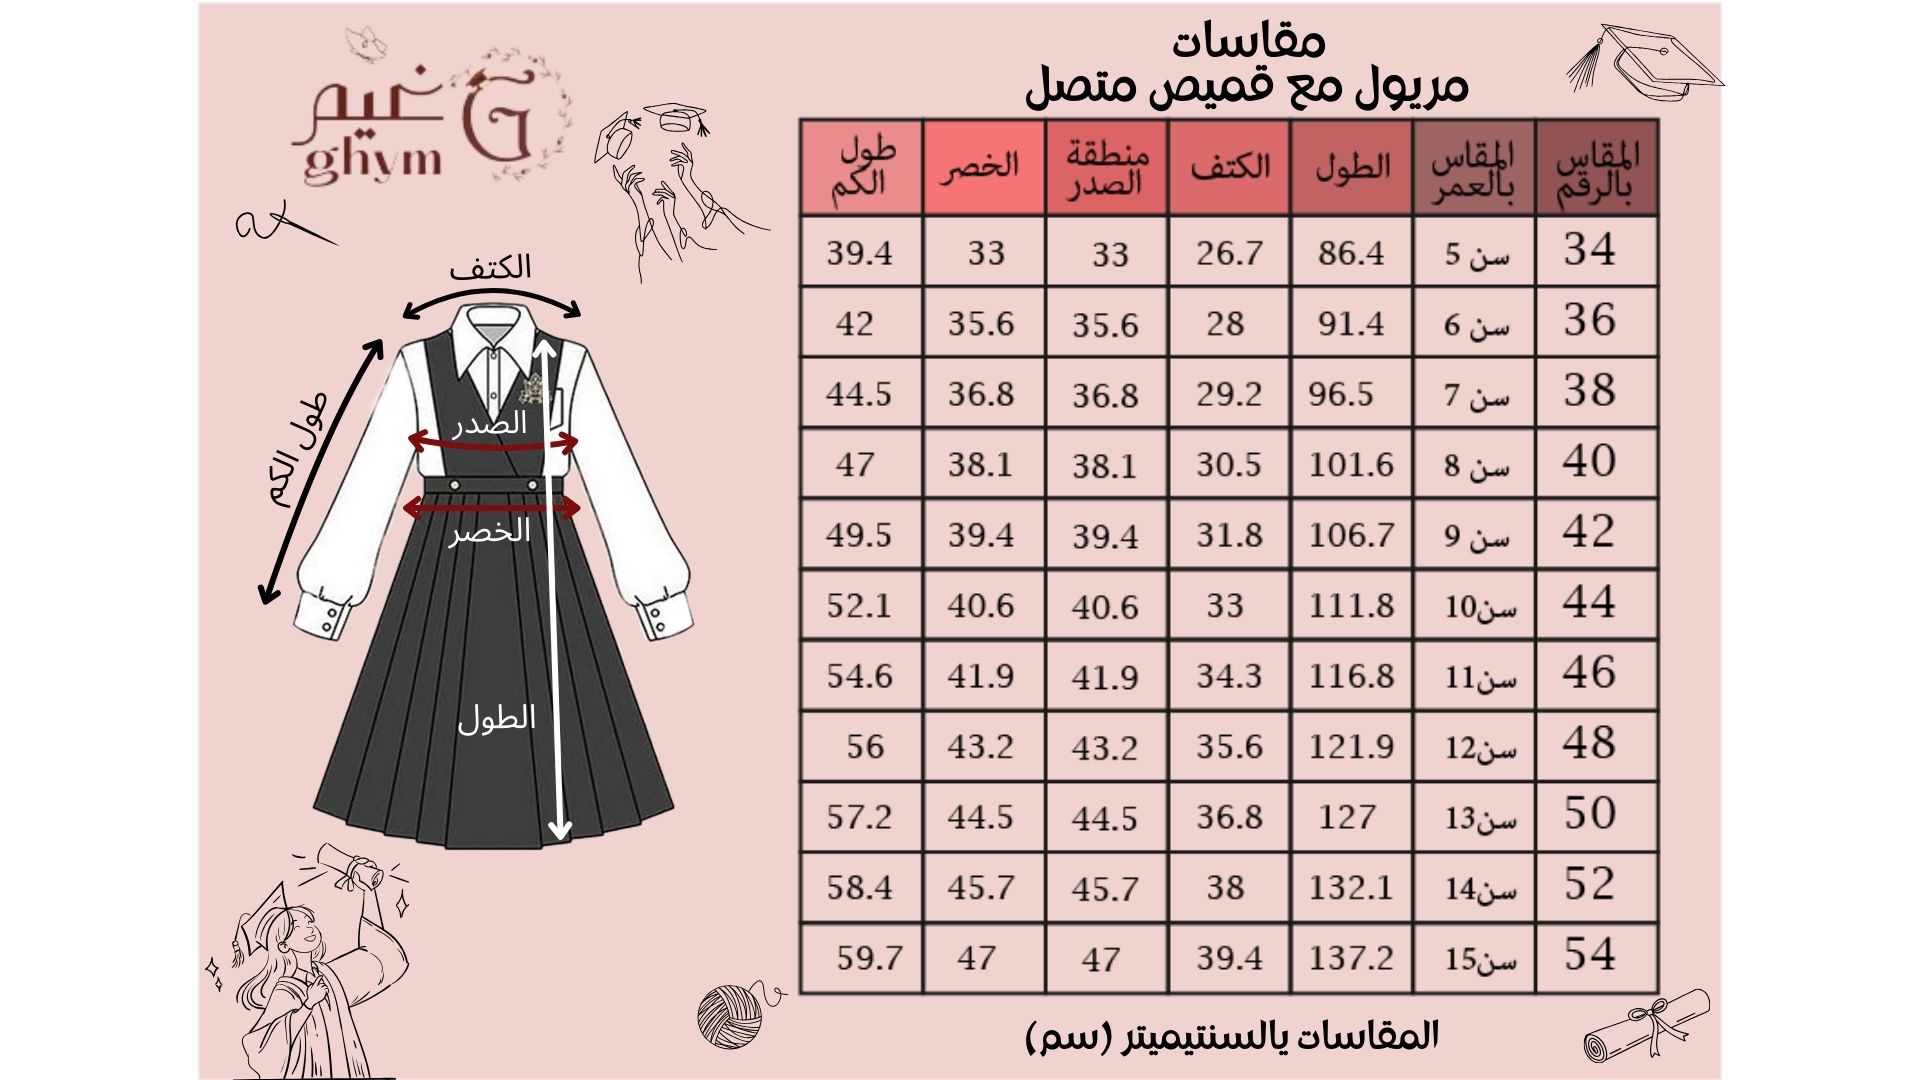 مقاسات
مريول مع قميص متصل
غيم
G
ghym
الكتف
طول الكم
الصدر
الخصر
الطول
المقاس بالرقم	المقاس بالعمر	الطول	الكتف	منطقة الصدر	الخصر	طول الكم
34	سن 5	86.4	26.7	33	33	39.4
36	سن 6	91.4	28	35.6	35.6	42
38	سن 7	96.5	29.2	36.8	36.8	44.5
40	سن 8	101.6	30.5	38.1	38.1	47
42	سن 9	106.7	31.8	39.4	39.4	49.5
44	سن10	111.8	33	40.6	40.6	52.1
46	سن11	116.8	34.3	41.9	41.9	54.6
48	سن12	121.9	35.6	43.2	43.2	56
50	سن13	127	36.8	44.5	44.5	57.2
52	سن14	132.1	38	45.7	45.7	58.4
54	سن15	137.2	39.4	47	47	59.7
المقاسات يالسنتيميتر (سم)